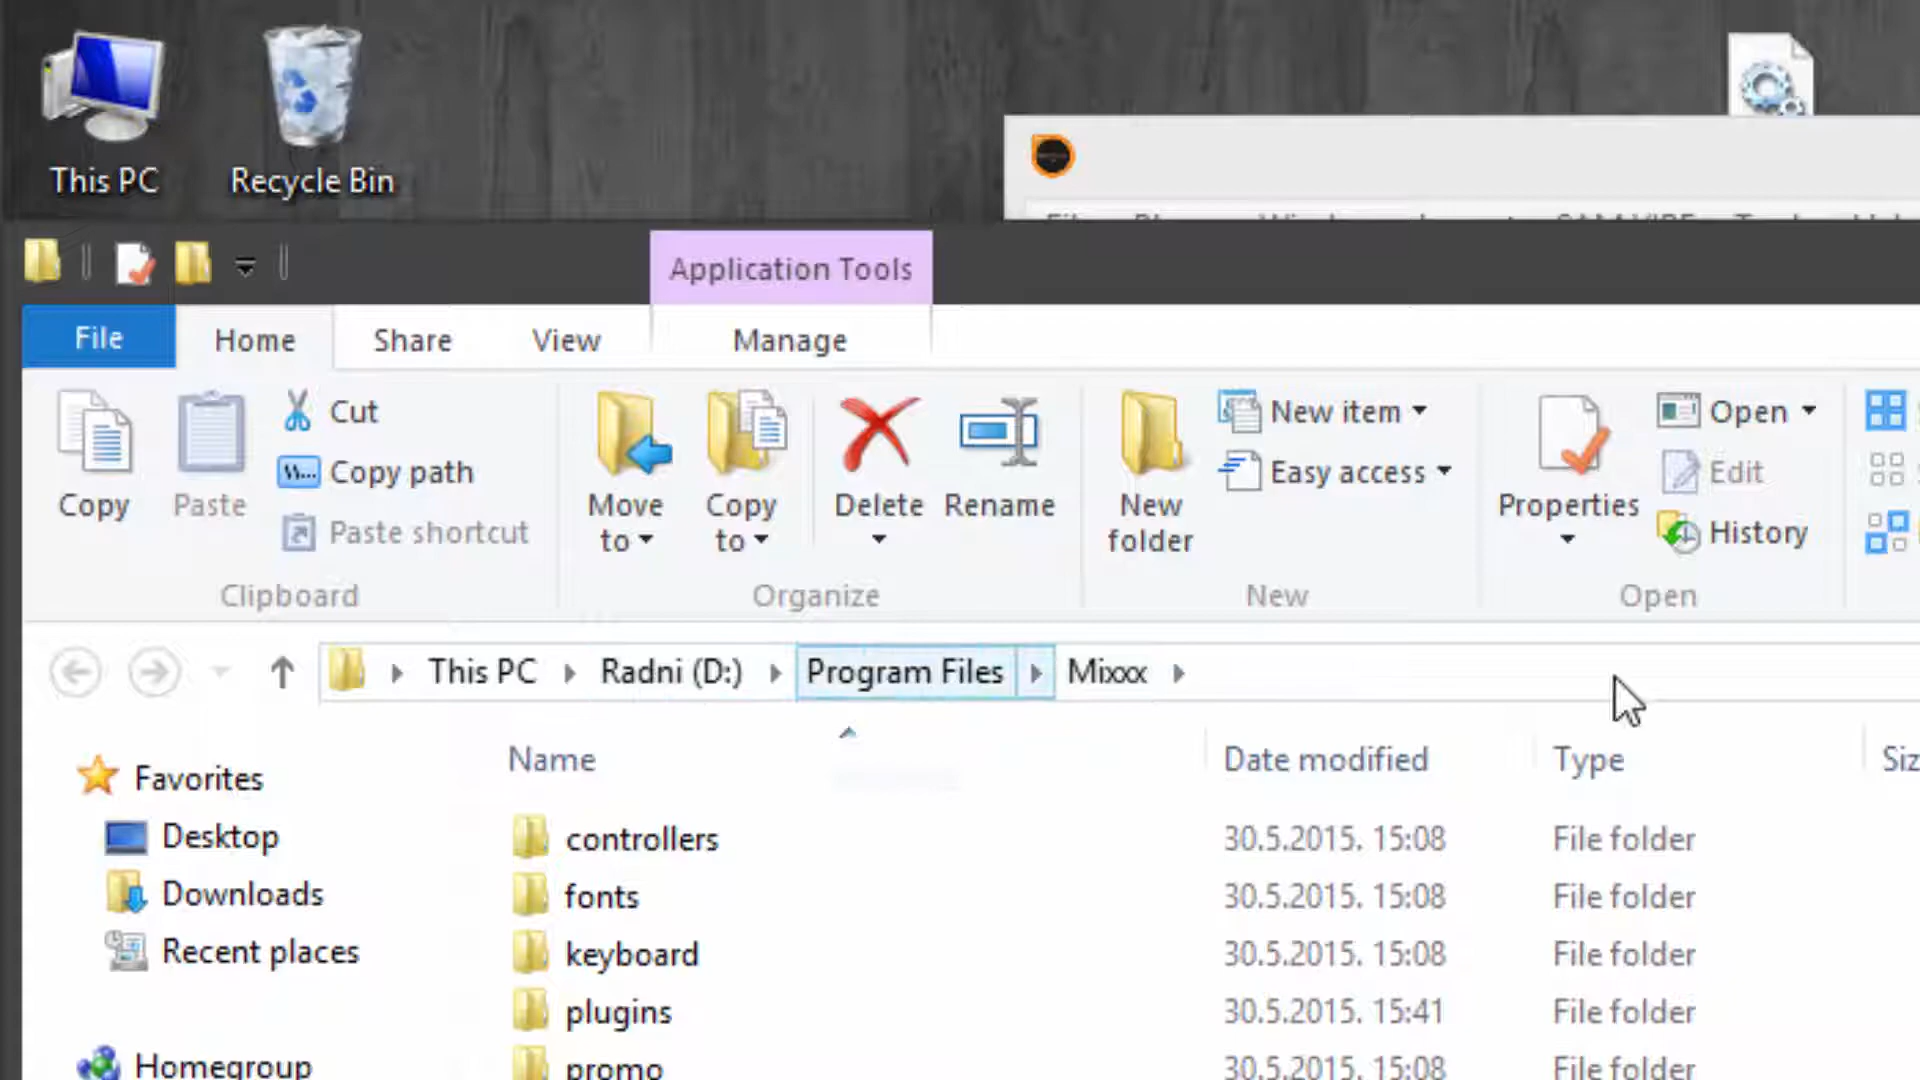 This PC
Recycle Bin
Application Tools
File
Home
Share
View
Manage
Copy
Paste
Cut
Copy path
Paste shortcut
Clipboard
Move
to
Copy
to
Delete
Rename
Organize
New
folder
New item
Easy access
New
Properties
Open
Edit
History
Open
This PC
Radni (D:)
Program Files
Mixxx
Name
Date modified
Type
Siz
Favorites
Desktop
Downloads
Recent places
Homegroup
controllers 30.5.2015. 15:08 File folder
fonts 30.5.2015. 15:08 File folder
keyboard 30.5.2015. 15:08 File folder
plugins 30.5.2015. 15:41 File folder
promo 30.5.2015. 15:08 File folder